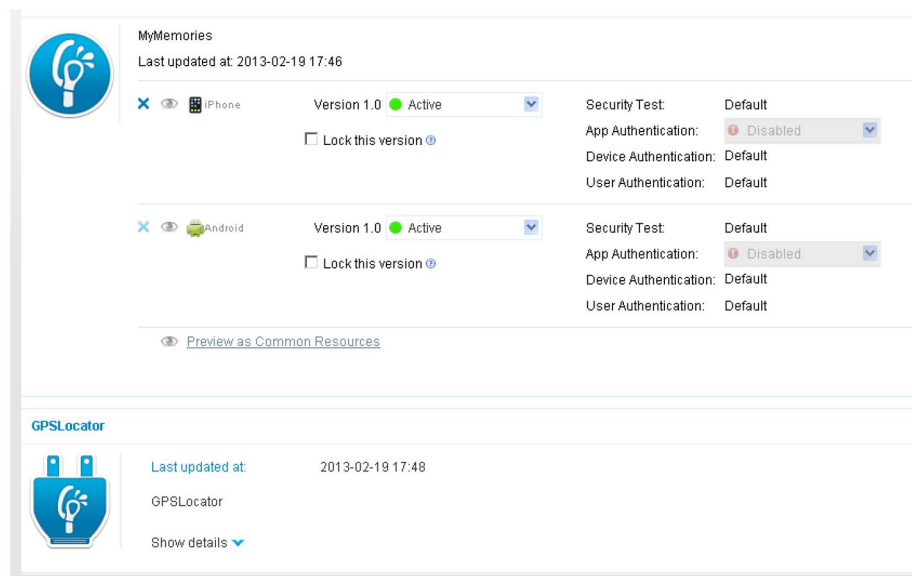 MyMemories
Last updated at: 2013-02-19 17:46
iPhone Version 1.0 Active Security Test: Default
Lock this version App Authentication: Disabled
Device Authentication: Default
User Authentication: Default
Android Version 1.0 Active Security Test: Default
Lock this version App Authentication: Disabled
Device Authentication: Default
User Authentication: Default
Preview as Common Resources
GPSLocator
Last updated at: 2013-02-19 17:48
GPSLocator
Show details